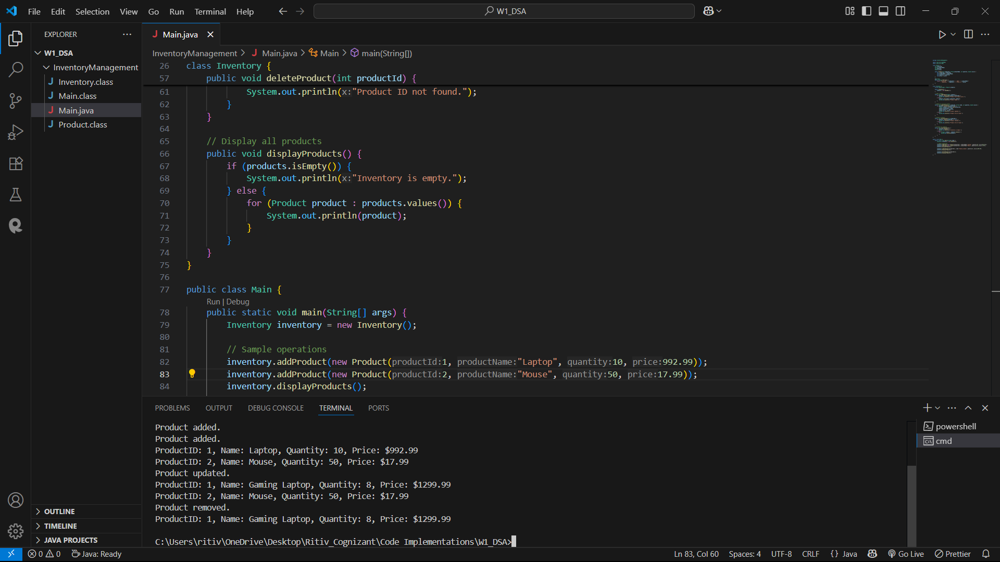 File Edit Selection View Go Run Terminal Help
W1_DSA
EXPLORER
W1_DSA
InventoryManagement
Inventory.class
Main.class
Main.java
Product.class
OUTLINE
TIMELINE
JAVA PROJECTS
Main.java
InventoryManagement > Main.java > Main > main(String[])
26 class Inventory {
57 public void deleteProduct(int productId) {
61 System.out.println(x:"Product ID not found.");
62 }
63 }
64
65 // Display all products
66 public void displayProducts() {
67 if (products.isEmpty()) {
68 System.out.println(x:"Inventory is empty.");
69 } else {
70 for (Product product : products.values()) {
71 System.out.println(product);
72 }
73 }
74 }
75 }
76
77 public class Main {
Run | Debug
78 public static void main(String[] args) {
79 Inventory inventory = new Inventory();
80
81 // Sample operations
82 inventory.addProduct(new Product(productId:1, productName:"Laptop", quantity:10, price:992.99));
83 inventory.addProduct(new Product(productId:2, productName:"Mouse", quantity:50, price:17.99));
84 inventory.displayProducts();
PROBLEMS OUTPUT DEBUG CONSOLE TERMINAL PORTS
Product added.
Product added.
ProductID: 1, Name: Laptop, Quantity: 10, Price: $992.99
ProductID: 2, Name: Mouse, Quantity: 50, Price: $17.99
Product updated.
ProductID: 1, Name: Gaming Laptop, Quantity: 8, Price: $1299.99
ProductID: 2, Name: Mouse, Quantity: 50, Price: $17.99
Product removed.
ProductID: 1, Name: Gaming Laptop, Quantity: 8, Price: $1299.99
C:\Users\ritiv\OneDrive\Desktop\Ritiv_Cognizant\Code Implementations\W1_DSA>
powershell
cmd
0 0 Java: Ready
Ln 83, Col 60 Spaces: 4 UTF-8 CRLF {} Java Go Live Prettier